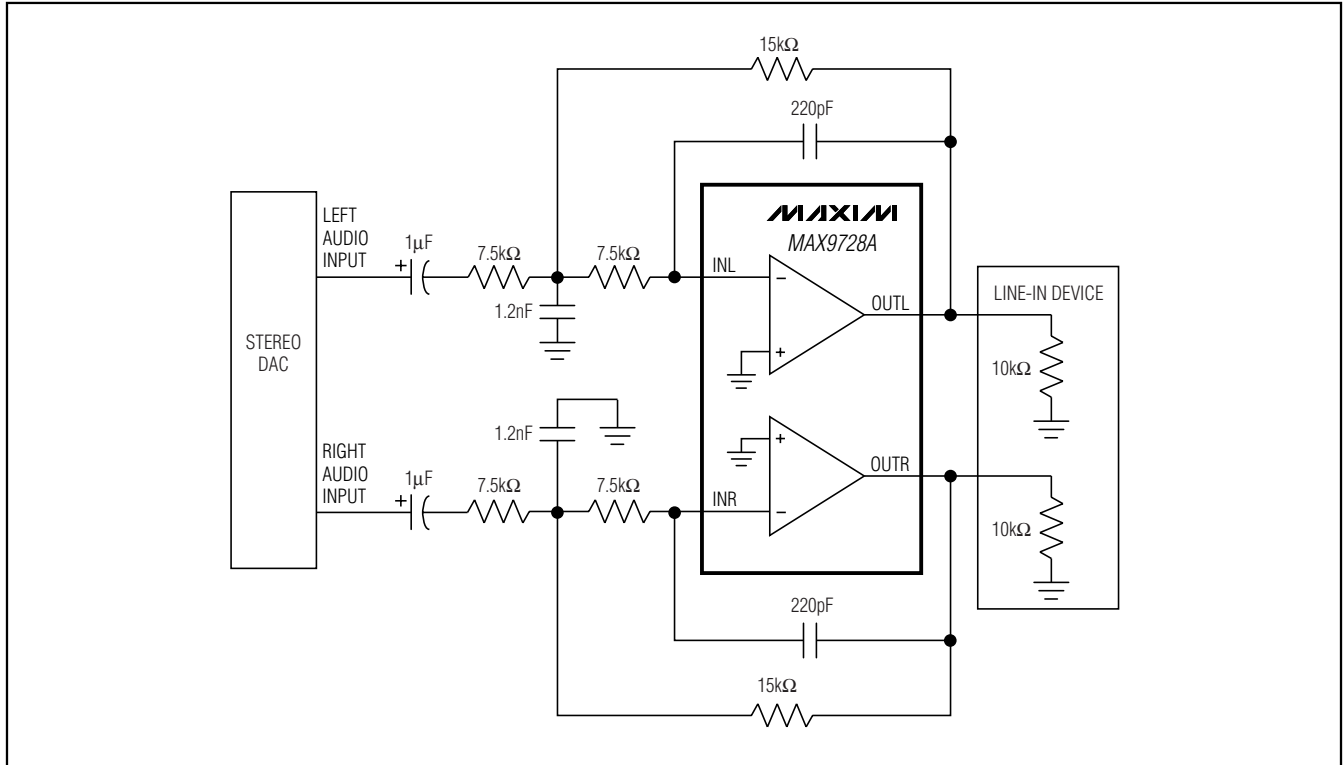 15kΩ
220pF
MAXIM
MAX9728A
LEFT
AUDIO
INPUT
+
1μF
7.5kΩ
7.5kΩ
INL
−
OUTL
LINE-IN DEVICE
1.2nF
+
10kΩ
STEREO
DAC
1.2nF
+
OUTR
RIGHT
AUDIO
INPUT
+
1μF
7.5kΩ
7.5kΩ
INR
−
10kΩ
220pF
15kΩ